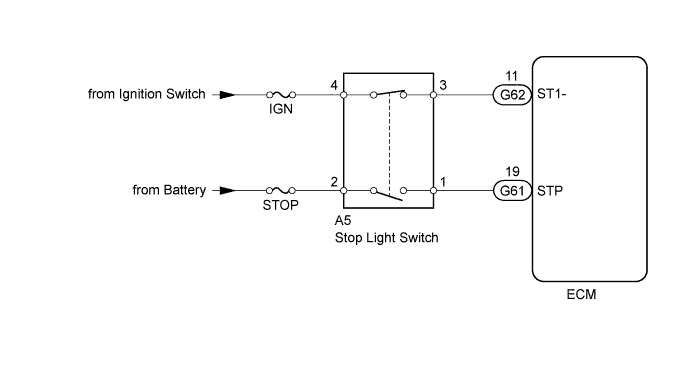 11
4
3
from Ignition Switch
G62
ST1-
IGN
19
2
1
from Battery
G61
STP
STOP
A5
Stop Light Switch
ECM